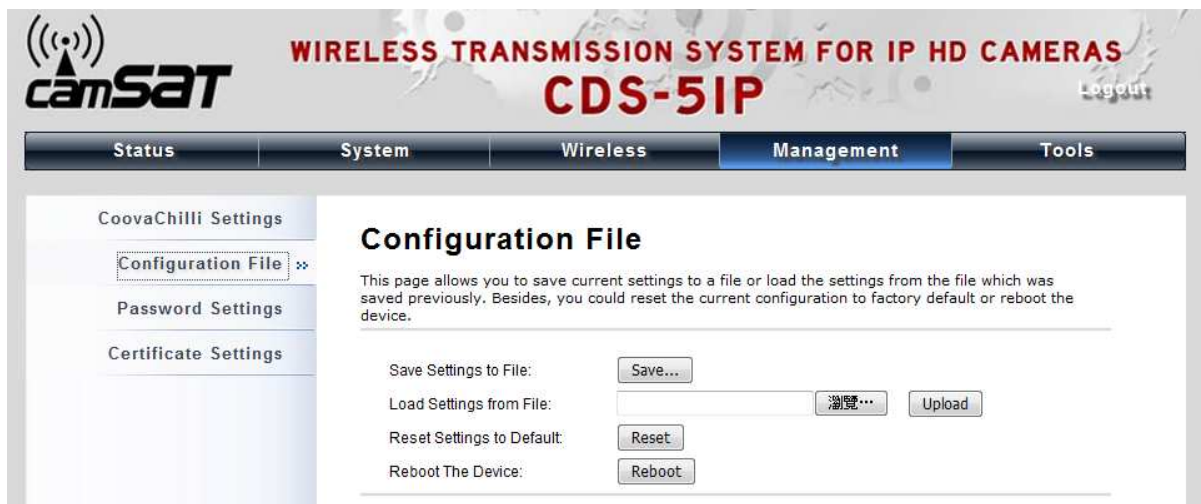 camSAT
WIRELESS TRANSMISSION SYSTEM FOR IP HD CAMERAS
CDS-5IP
Logout
Status System Wireless Management Tools
CoovaChilli Settings
Configuration File »
Password Settings
Certificate Settings
Configuration File
This page allows you to save current settings to a file or load the settings from the file which was
saved previously. Besides, you could reset the current configuration to factory default or reboot the
device.
Save Settings to File: Save...
Load Settings from File: 瀏覽… Upload
Reset Settings to Default: Reset
Reboot The Device: Reboot